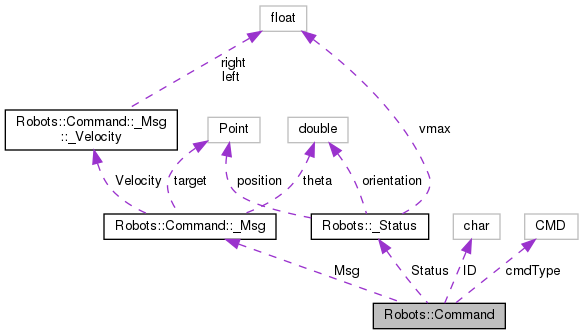 float
right
left
Robots::Command::_Msg
::_Velocity
Point
double
vmax
Velocity
target
position
theta
orientation
Robots::Command::_Msg
Robots::_Status
char
CMD
Msg
Status
ID
cmdType
Robots::Command